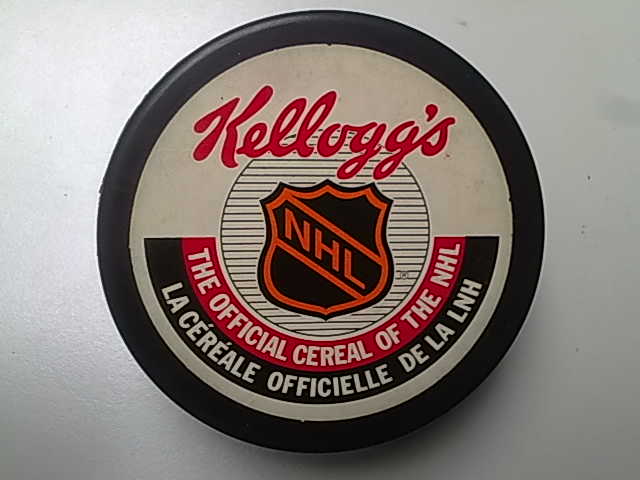 Kellogg's
NHL
®
THE OFFICIAL CEREAL OF THE NHL
LA CÉRÉALE OFFICIELLE DE LA LNH